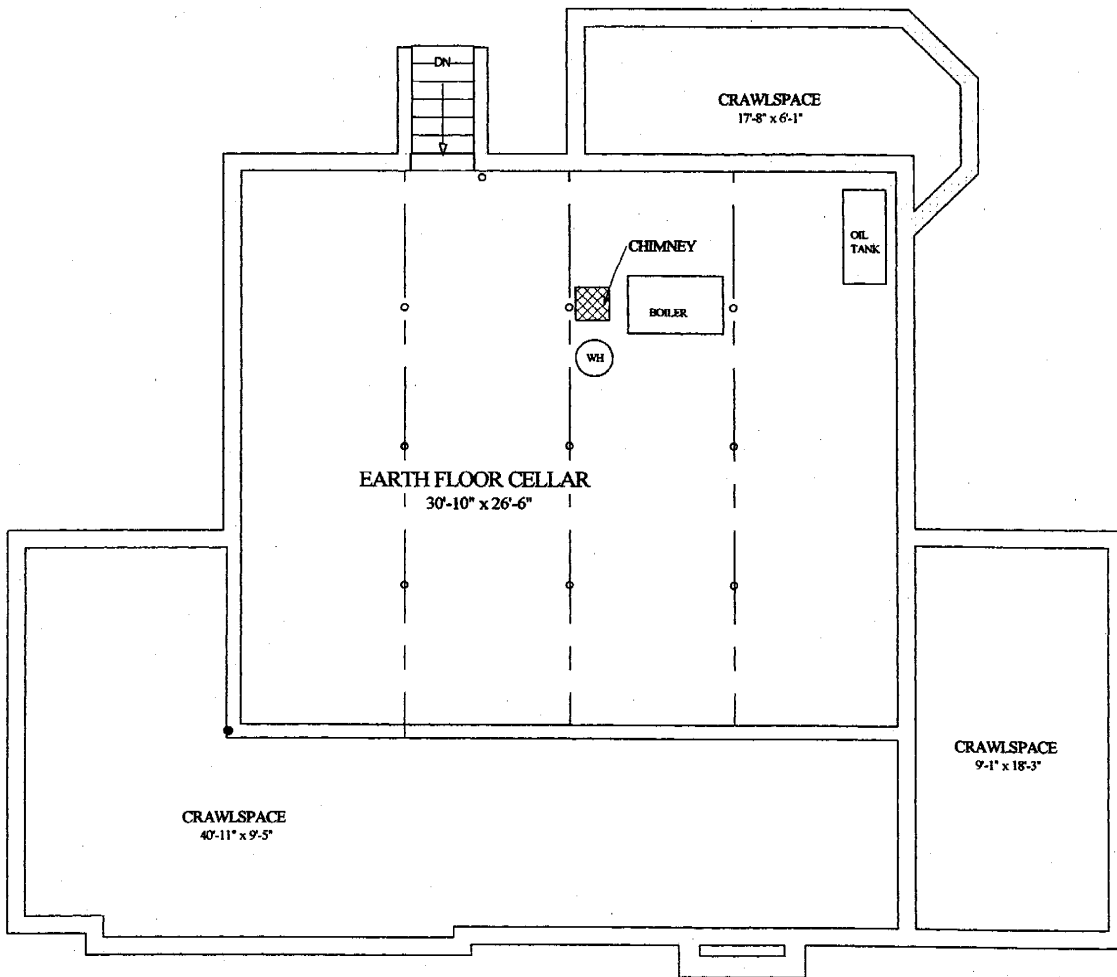 DN
CRAWLSPACE
17'-8" x 6'-1"
OIL
TANK
CHIMNEY
BOILER
WH
EARTH FLOOR CELLAR
30'-10" x 26'-6"
CRAWLSPACE
9'-1" x 18'-3"
CRAWLSPACE
40'-11" x 9'-5"